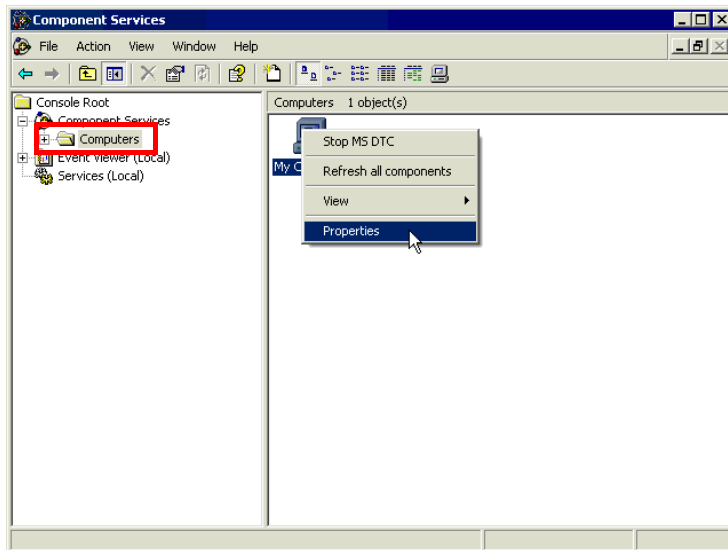 Component Services
File Action View Window Help
Console Root
Component Services
Computers
Event Viewer (Local)
Services (Local)
Computers 1 object(s)
My C
Stop MS DTC
Refresh all components
View
Properties